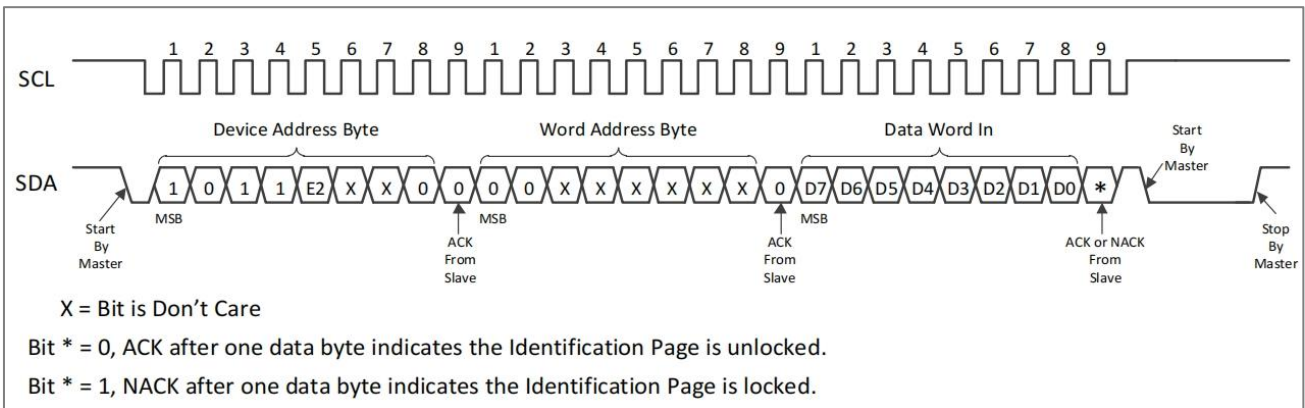 1 2 3 4 5 6 7 8 9 1 2 3 4 5 6 7 8 9 1 2 3 4 5 6 7 8 9
SCL
Device Address Byte Word Address Byte Data Word In
Start
By
Master
SDA
1 0 1 1 E2 X X 0 0 0 0 X X X X X X 0 D7 D6 D5 D4 D3 D2 D1 D0 *
MSB MSB MSB
Start
By
Master
ACK
From
Slave
ACK
From
Slave
ACK or NACK
From
Slave
Stop
By
Master
X = Bit is Don’t Care
Bit * = 0, ACK after one data byte indicates the Identification Page is unlocked.
Bit * = 1, NACK after one data byte indicates the Identification Page is locked.